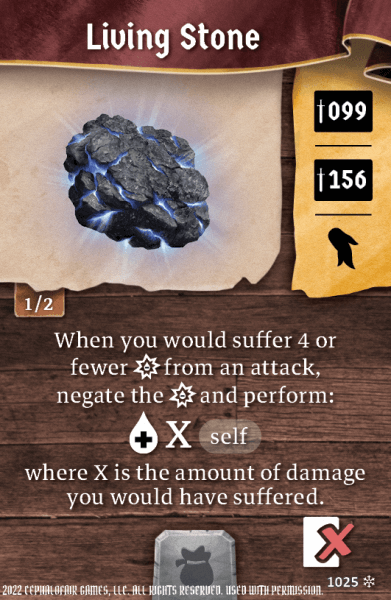 Living Stone
099
156
1/2
When you would suffer 4 or
fewer from an attack,
negate the and perform:
X self
where X is the amount of damage
you would have suffered.
1025
2022 CEPHALOFAIR GAMES, LLC. ALL RIGHTS RESERVED. USED WITH PERMISSION.